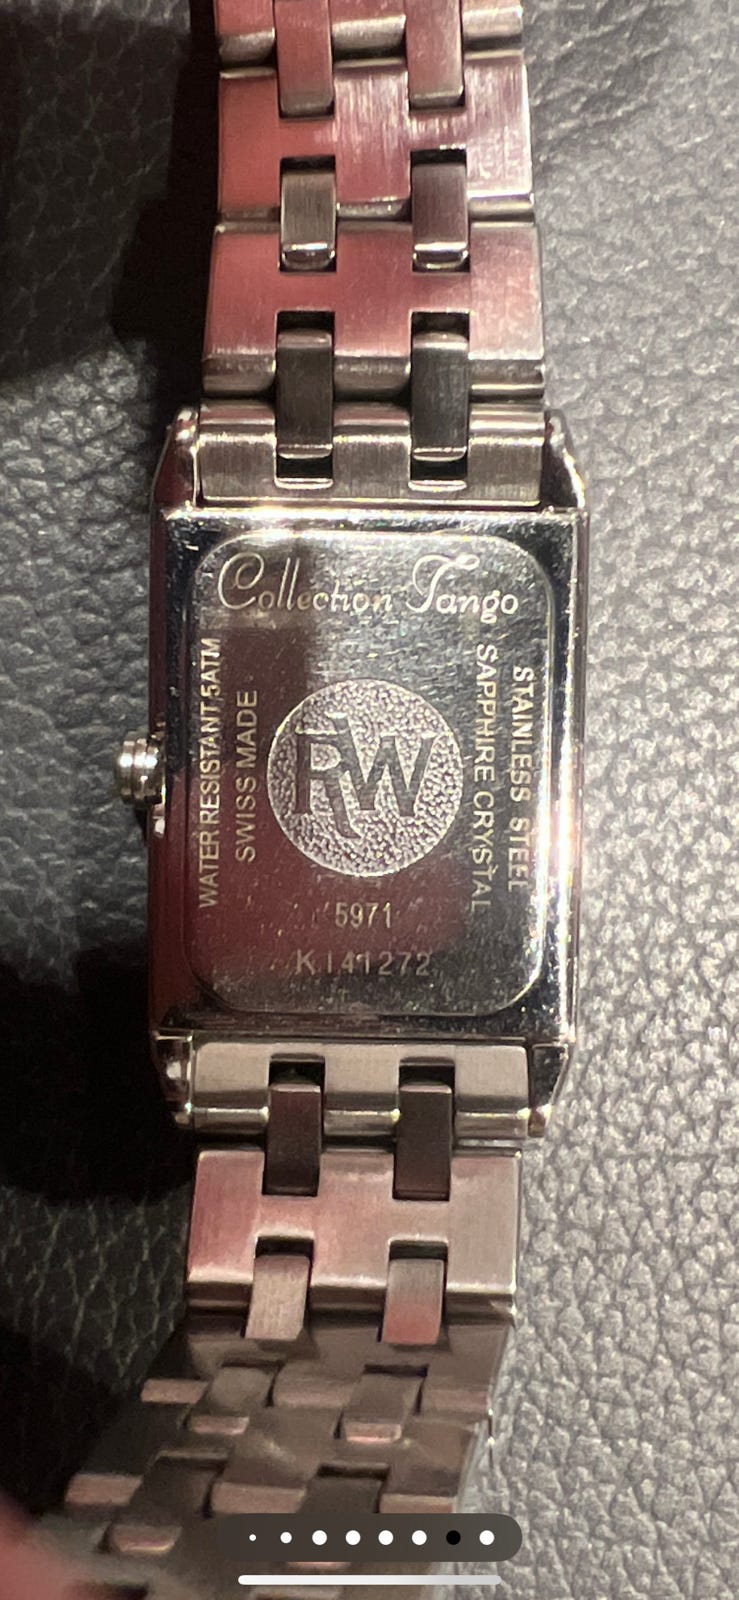 Collection Tango
WATER RESISTANT 5ATM
SWISS MADE
RW
SAPPHIRE CRYSTAL
STAINLESS STEEL
5971
K141272